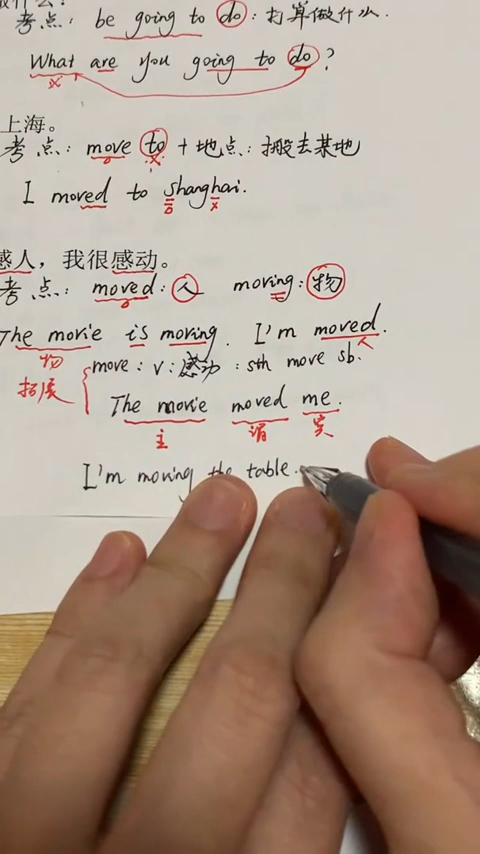 考点: be going to do: 打算做什么.
What are you going to do?
×
上海。
考点: move to + 地点: 搬去某地
×
I moved to Shanghai.
×
感人，我很感动。
考点: moved: 人 moving: 物
The movie is moving. I'm moved.
物 人
拓展 move: v: 感动: sth move sb.
The movie moved me.
主 谓 宾
I'm moving the table.